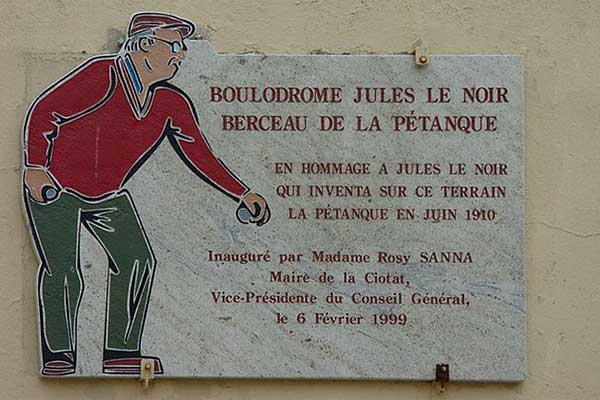 BOULODROME JULES LE NOIR
BERCEAU DE LA PÉTANQUE
EN HOMMAGE A JULES LE NOIR
QUI INVENTA SUR CE TERRAIN
LA PÉTANQUE EN JUIN 1910
Inauguré par Madame Rosy SANNA
Maire de la Ciotat,
Vice-Présidente du Conseil Général,
le 6 Février 1999